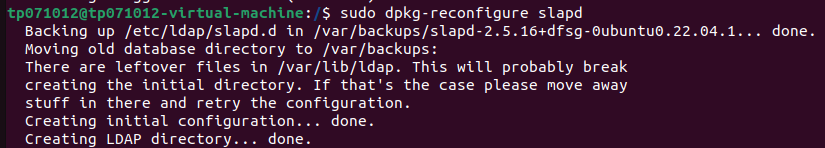 tp071012@tp071012-virtual-machine:/$ sudo dpkg-reconfigure slapd
Backing up /etc/ldap/slapd.d in /var/backups/slapd-2.5.16+dfsg-0ubuntu0.22.04.1... done.
Moving old database directory to /var/backups:
There are leftover files in /var/lib/ldap. This will probably break
creating the initial directory. If that's the case please move away
stuff in there and retry the configuration.
Creating initial configuration... done.
Creating LDAP directory... done.